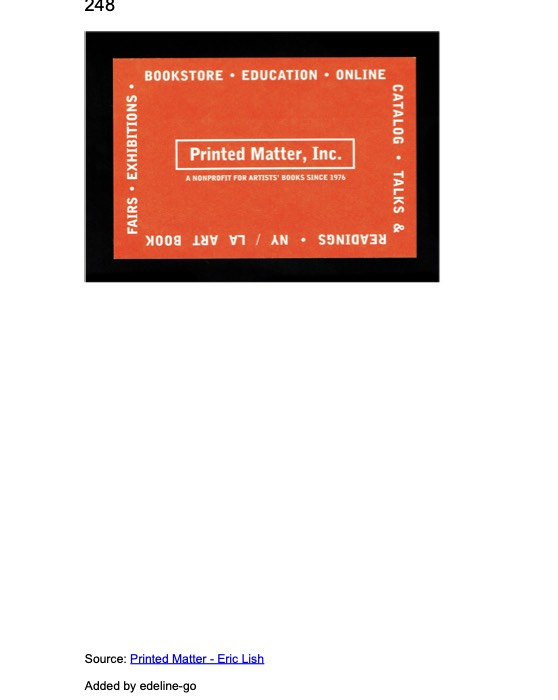 248
BOOKSTORE • EDUCATION • ONLINE
CATALOG • TALKS &
READINGS • NY / LA ART BOOK
FAIRS • EXHIBITIONS •
Printed Matter, Inc.
A NONPROFIT FOR ARTISTS' BOOKS SINCE 1976
Source: Printed Matter - Eric Lish
Added by edeline-go